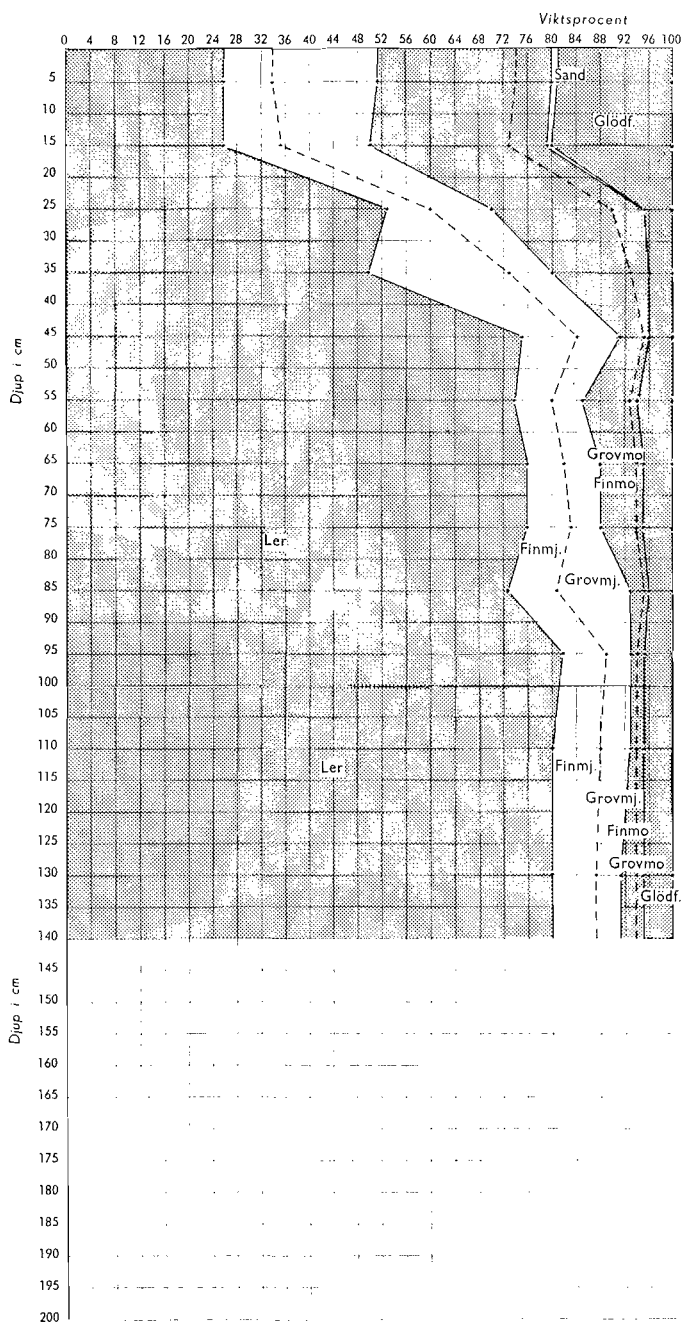 Viktsprocent
0 4 8 12 16 20 24 28 32 36 40 44 48 52 56 60 64 68 72 76 80 84 88 92 96 100
Sand
5
10
Glödf.
15
20
25
30
35
40
Djup i cm
45
50
55
60
Grovmo
65
Finmo
70
75
Ler
Finmj.
80
Grovmj.
85
90
95
100
105
110
Ler
Finmj.
115
Grovmj.
120
Finmo
125
Grovmo
130
Glödf.
135
140
145
150
Djup i cm
155
160
165
170
175
180
185
190
195
200